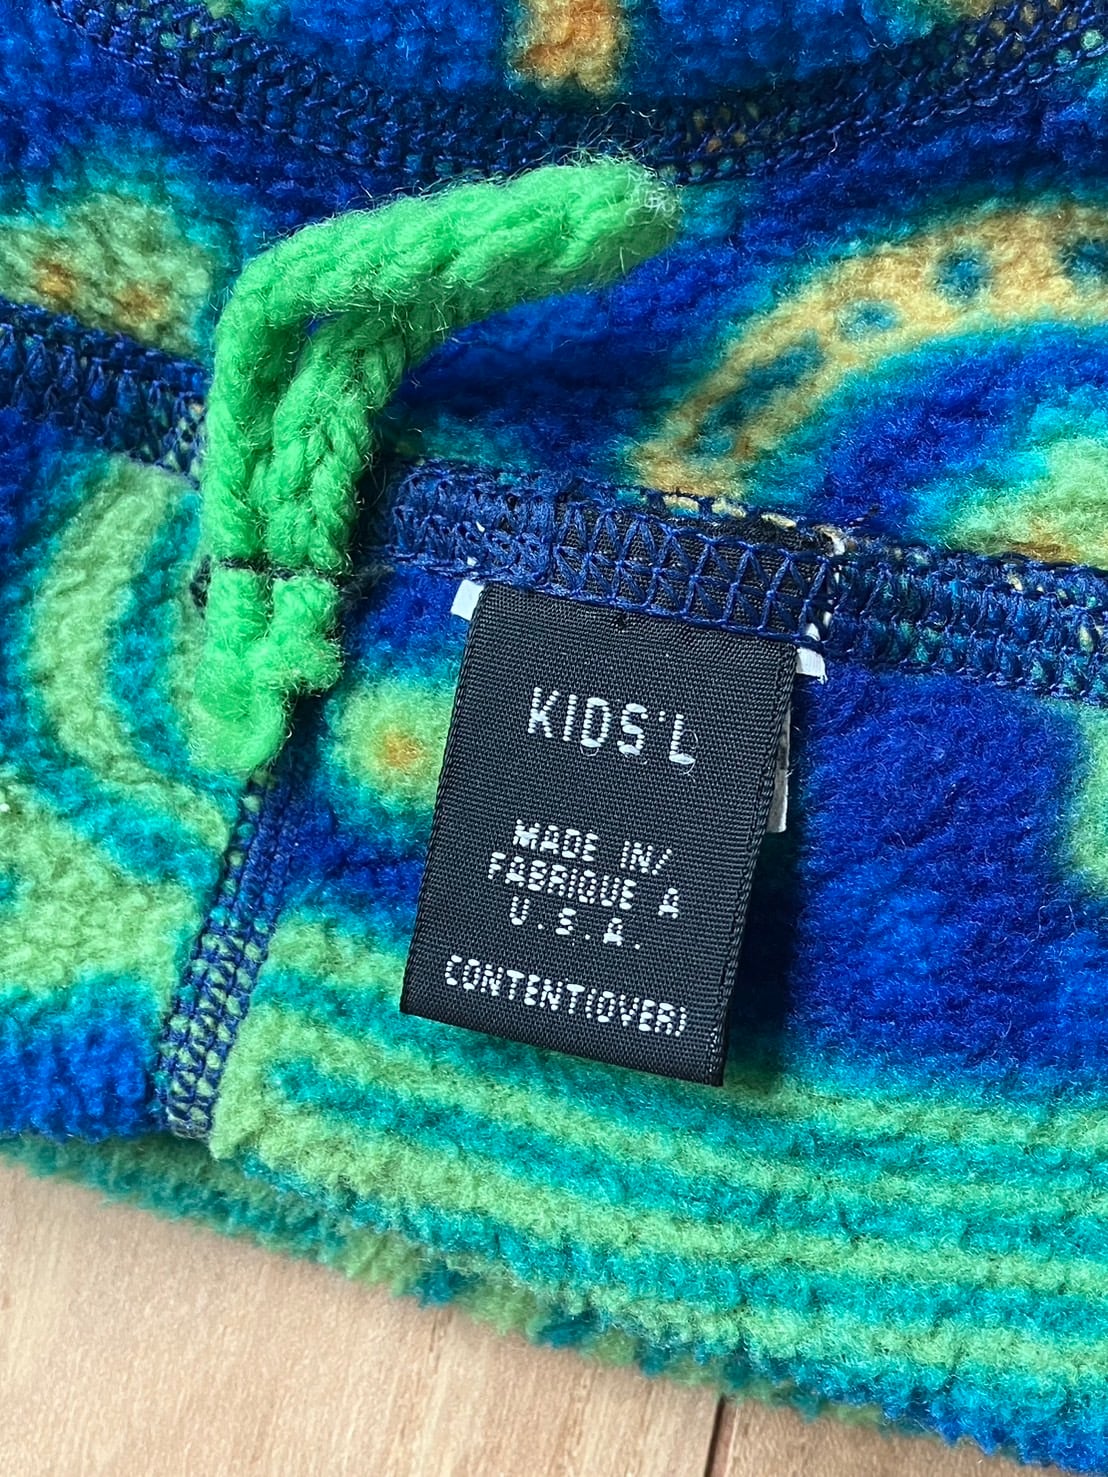 KIDS'L
MADE IN/
FABRIQUE A
U.S.A.
CONTENT(OVER)